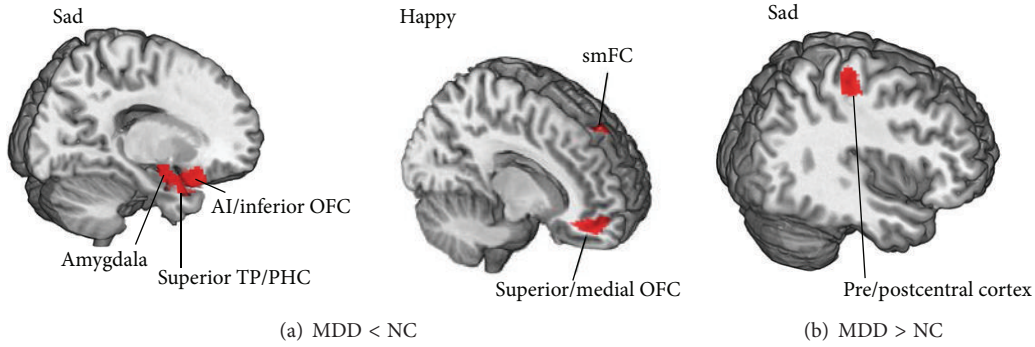 Sad
Happy
Sad
smFC
AI/inferior OFC
Amygdala
Superior TP/PHC
Superior/medial OFC
Pre/postcentral cortex
(a) MDD < NC
(b) MDD > NC